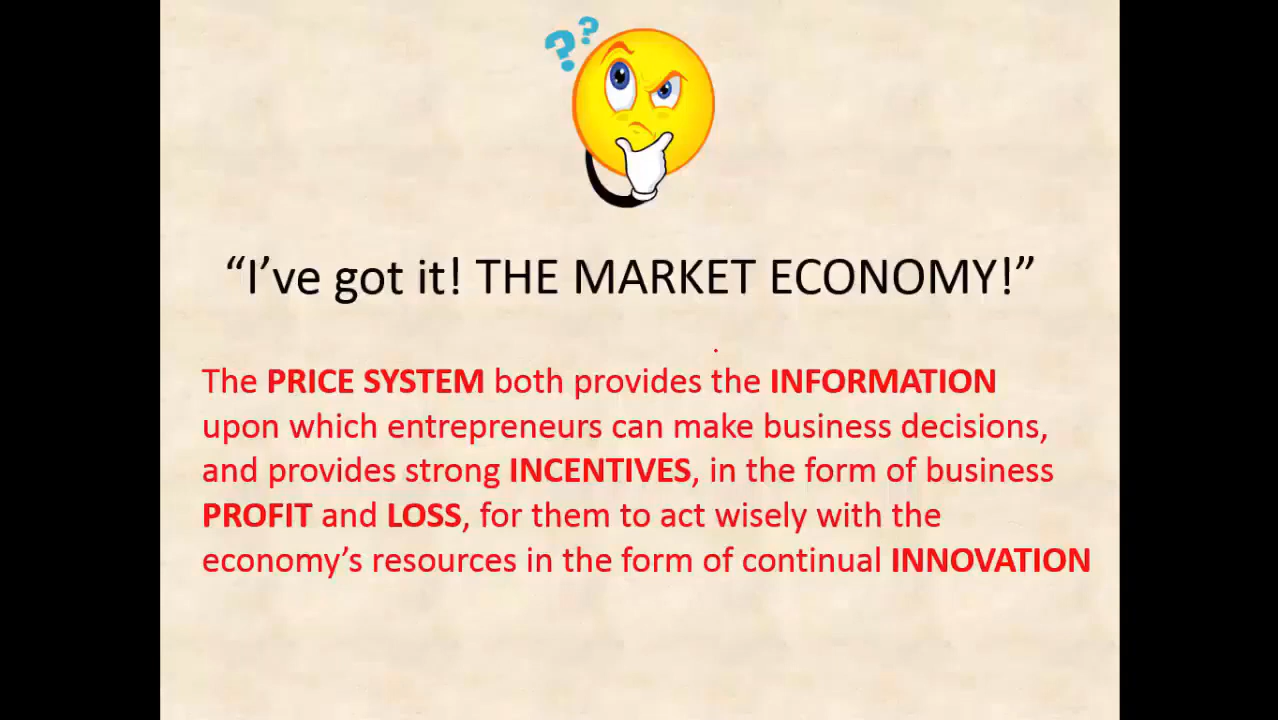 ? ?
“I’ve got it! THE MARKET ECONOMY!”
The PRICE SYSTEM both provides the INFORMATION
upon which entrepreneurs can make business decisions,
and provides strong INCENTIVES, in the form of business
PROFIT and LOSS, for them to act wisely with the
economy’s resources in the form of continual INNOVATION